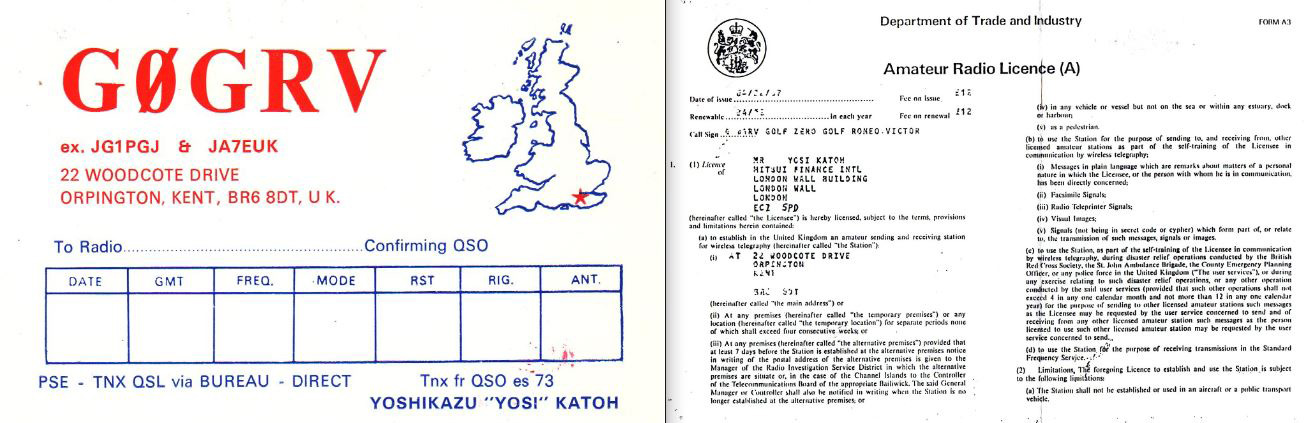 GØGRV
ex. JG1PGJ & JA7EUK
22 WOODCOTE DRIVE
ORPINGTON, KENT, BR6 8DT, U K.
To Radio......................................Confirming QSO
DATE GMT FREQ. MODE RST RIG. ANT.
PSE - TNX QSL via BUREAU - DIRECT Tnx fr QSO es 73
YOSHIKAZU "YOSI" KATOH
Department of Trade and Industry
FORM A3
Amateur Radio Licence (A)
Date of issue
Fee on Issue £12
Renewable in each year
Fee on renewal £12
Call Sign GOLF ZERO GOLF ROMEO VICTOR
1. (1) Licence
of
MR YOSI KATOH
MITSUI FINANCE INTL
LONDON WALL BUILDING
LONDON WALL
LONDON
EC2 5PD
(hereinafter called "the Licensee") is hereby licensed, subject to the terms, provisions
and limitations herein contained:
(a) to establish in the United Kingdom an amateur sending and receiving station
for wireless telegraphy (hereinafter called "the Station"):
(i) AT 22 WOODCOTE DRIVE
ORPINGTON
KENT
(hereinafter called "the main address") or
(ii) At any premises (hereinafter called "the temporary premises") or any
location (hereinafter called "the temporary location") for separate periods none
of which shall exceed four consecutive weeks; or
(iii) At any premises (hereinafter called "the alternative premises") provided that
at least 7 days before the Station is established at the alternative premises notice
in writing of the postal address of the alternative premises is given to the
Manager of the Radio Investigation Service District in which the alternative
premises are situate or, in the case of the Channel Islands to the Controller
of the Telecommunications Board of the appropriate Bailiwick. The said General
Manager or Controller shall also be notified in writing when the Station is no
longer established at the alternative premises; or
(iv) in any vehicle or vessel but not on the sea or within any estuary, dock
or harbour;
(v) as a pedestrian.
(b) to use the Station for the purpose of sending to, and receiving from, other
licensed amateur stations as part of the self-training of the Licensee in
communication by wireless telegraphy;
(i) Messages in plain language which are remarks about matters of a personal
nature in which the Licensee, or the person with whom he is in communication,
has been directly concerned;
(ii) Facsimile Signals;
(iii) Radio Teleprinter Signals;
(iv) Visual Images;
(v) Signals (not being in secret code or cypher) which form part of, or relate
to, the transmission of such messages, signals or images.
(c) to use the Station, as part of the self-training of the Licensee in communication
by wireless telegraphy, during disaster relief operations conducted by the British
Red Cross Society, the St. John Ambulance Brigade, the County Emergency Planning
Officer, or any police force in the United Kingdom ("The user services"), or during
any exercise relating to such disaster relief operations, or any other operation
conducted by the said user services (provided that such other operations shall not
exceed 4 in any one calendar month and not more than 12 in any one calendar
year) for the purpose of sending to other licensed amateur stations such messages
as the Licensee may be requested by the user service concerned to send and of
receiving from any other licensed amateur station such messages as the person
licensed to use such other licensed amateur station may be requested by the user
service concerned to send.
(d) to use the Station for the purpose of receiving transmissions in the Standard
Frequency Service.
(2) Limitations, The foregoing Licence to establish and use the Station is subject
to the following limitations:
(a) The Station shall not be established or used in an aircraft or a public transport
vehicle.